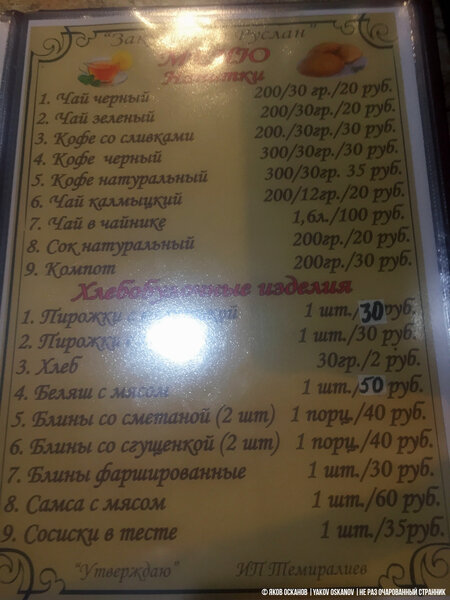 Руслан"
МЕНЮ
Напитки
1. Чай черный 200/30 гр./20 руб.
2. Чай зеленый 200/30гр./20 руб.
3. Кофе со сливками 200./30гр./30 руб.
4. Кофе черный 300/30гр./30 руб.
5. Кофе натуральный 300/30гр. 35 руб.
6. Чай калмыцкий 200/12гр./20 руб.
7. Чай в чайнике 1,6л./100 руб.
8. Сок натуральный 200гр./20 руб.
9. Компот 200гр./30 руб.
Хлебобулочные изделия
1. Пирожки с 1 шт./30руб.
2. Пирожки 1 шт./30 руб.
3. Хлеб 30гр./2 руб.
4. Беляш с мясом 1 шт./50руб.
5. Блины со сметаной (2 шт) 1 порц./40 руб.
6. Блины со сгущенкой (2 шт) 1 порц./40 руб.
7. Блины фаршированные 1 шт./30 руб.
8. Самса с мясом 1 шт./60 руб.
9. Сосиски в тесте 1 шт./35руб.
"Утверждаю" ИП Темиралиев
© ЯКОВ ОСКАНОВ | YAKOV OSKANOV | НЕ РАЗ ОЧАРОВАННЫЙ СТРАННИК